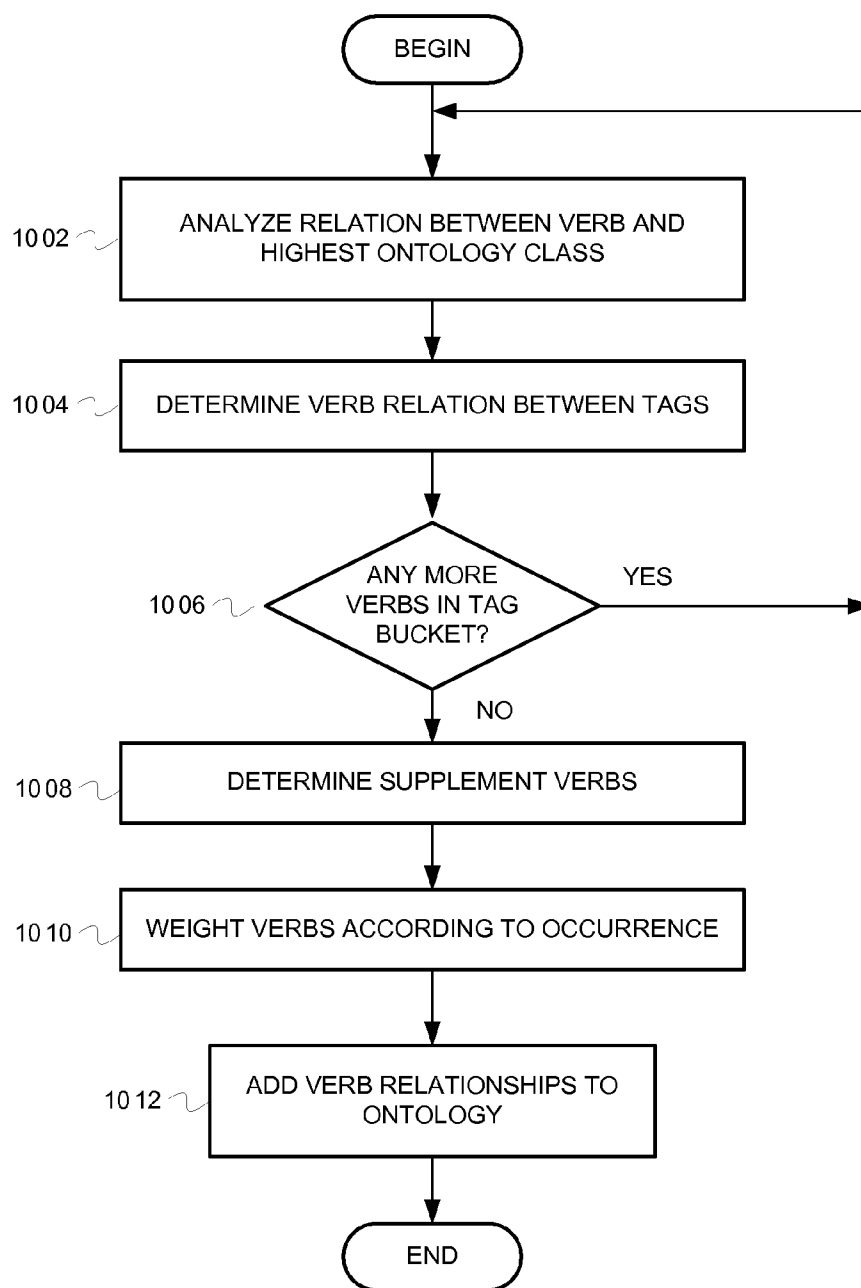 BEGIN
1002
ANALYZE RELATION BETWEEN VERB AND
HIGHEST ONTOLOGY CLASS
1004
DETERMINE VERB RELATION BETWEEN TAGS
1006
ANY MORE
VERBS IN TAG
BUCKET?
YES
NO
1008
DETERMINE SUPPLEMENT VERBS
1010
WEIGHT VERBS ACCORDING TO OCCURRENCE
1012
ADD VERB RELATIONSHIPS TO
ONTOLOGY
END